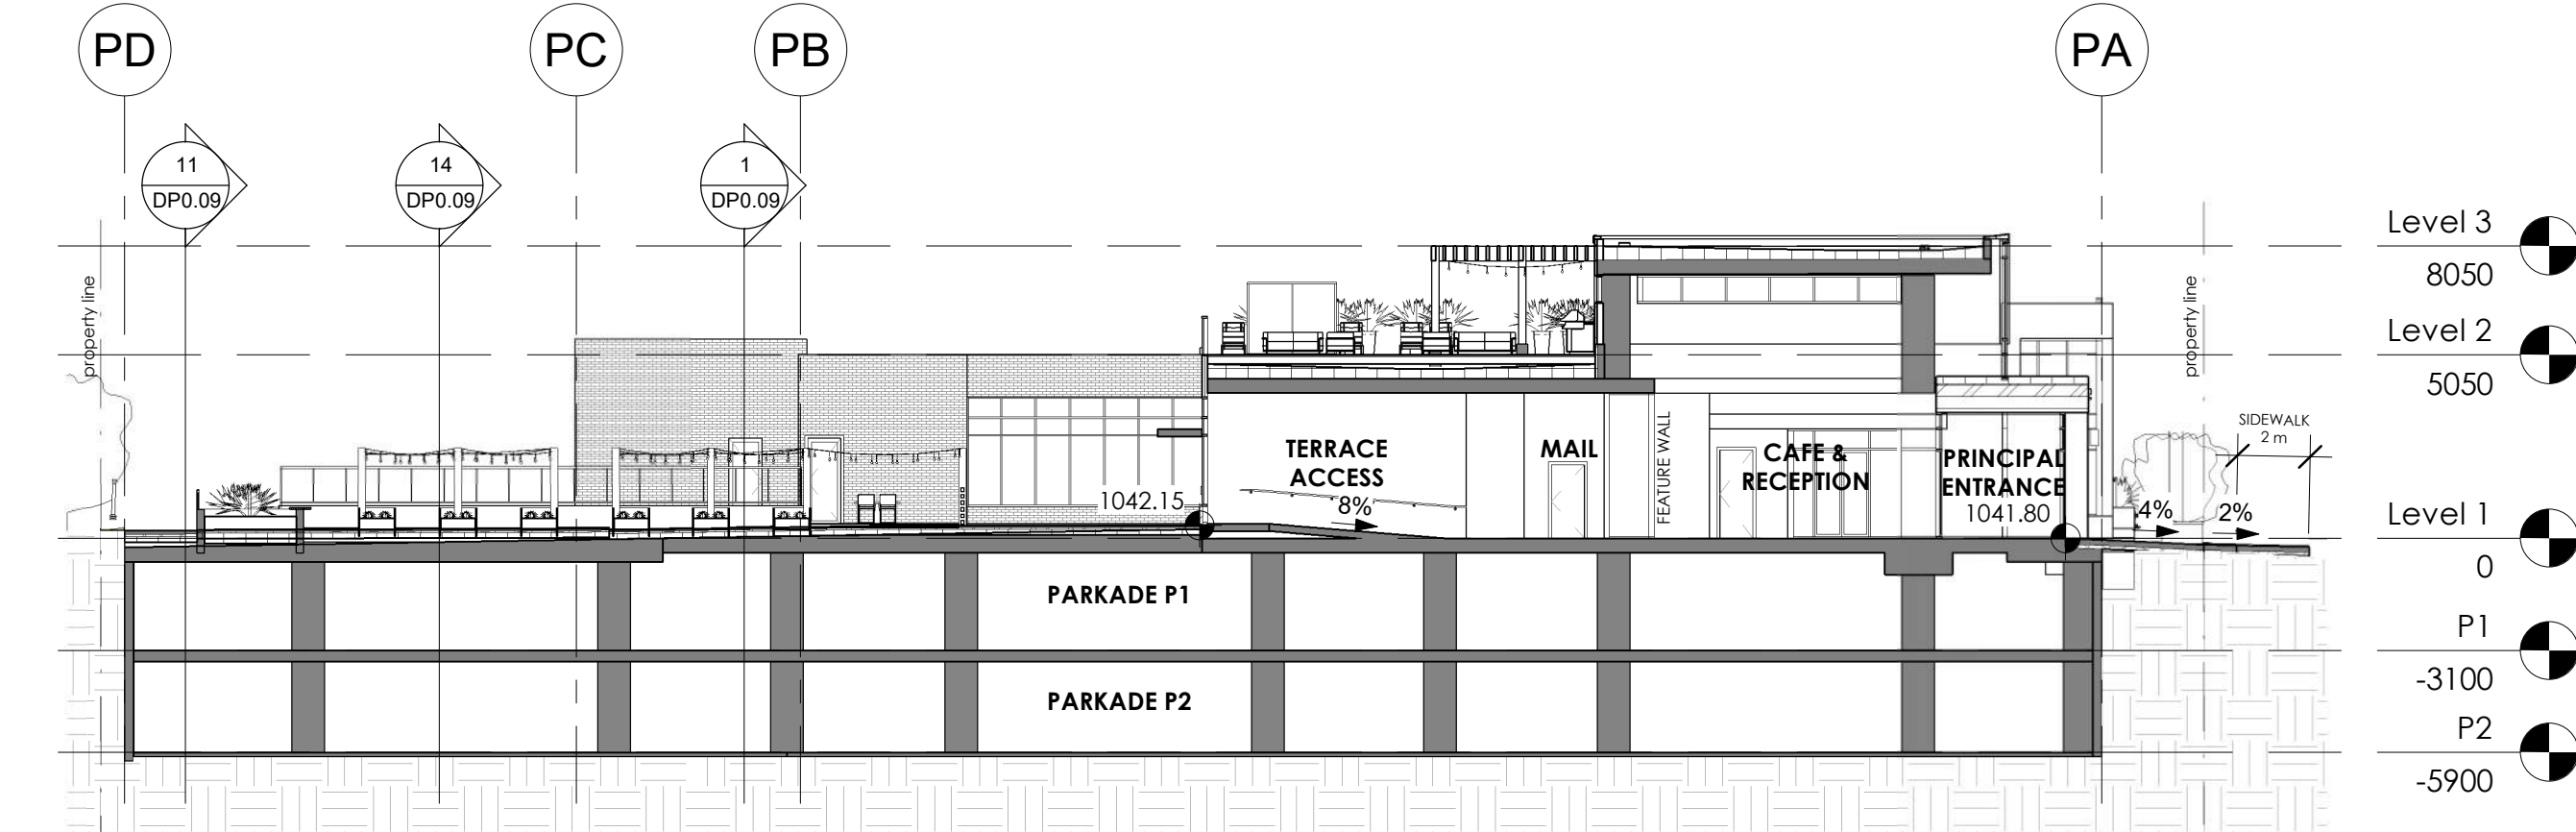 PD
PC
PB
PA
11
DP0.09
14
DP0.09
1
DP0.09
property line
property line
Level 3
8050
Level 2
5050
Level 1
0
P1
-3100
P2
-5900
SIDEWALK
2 m
TERRACE
ACCESS
8%
MAIL
FEATURE WALL
CAFE &
RECEPTION
PRINCIPAL
ENTRANCE
1041.80
1042.15
4%
2%
PARKADE P1
PARKADE P2